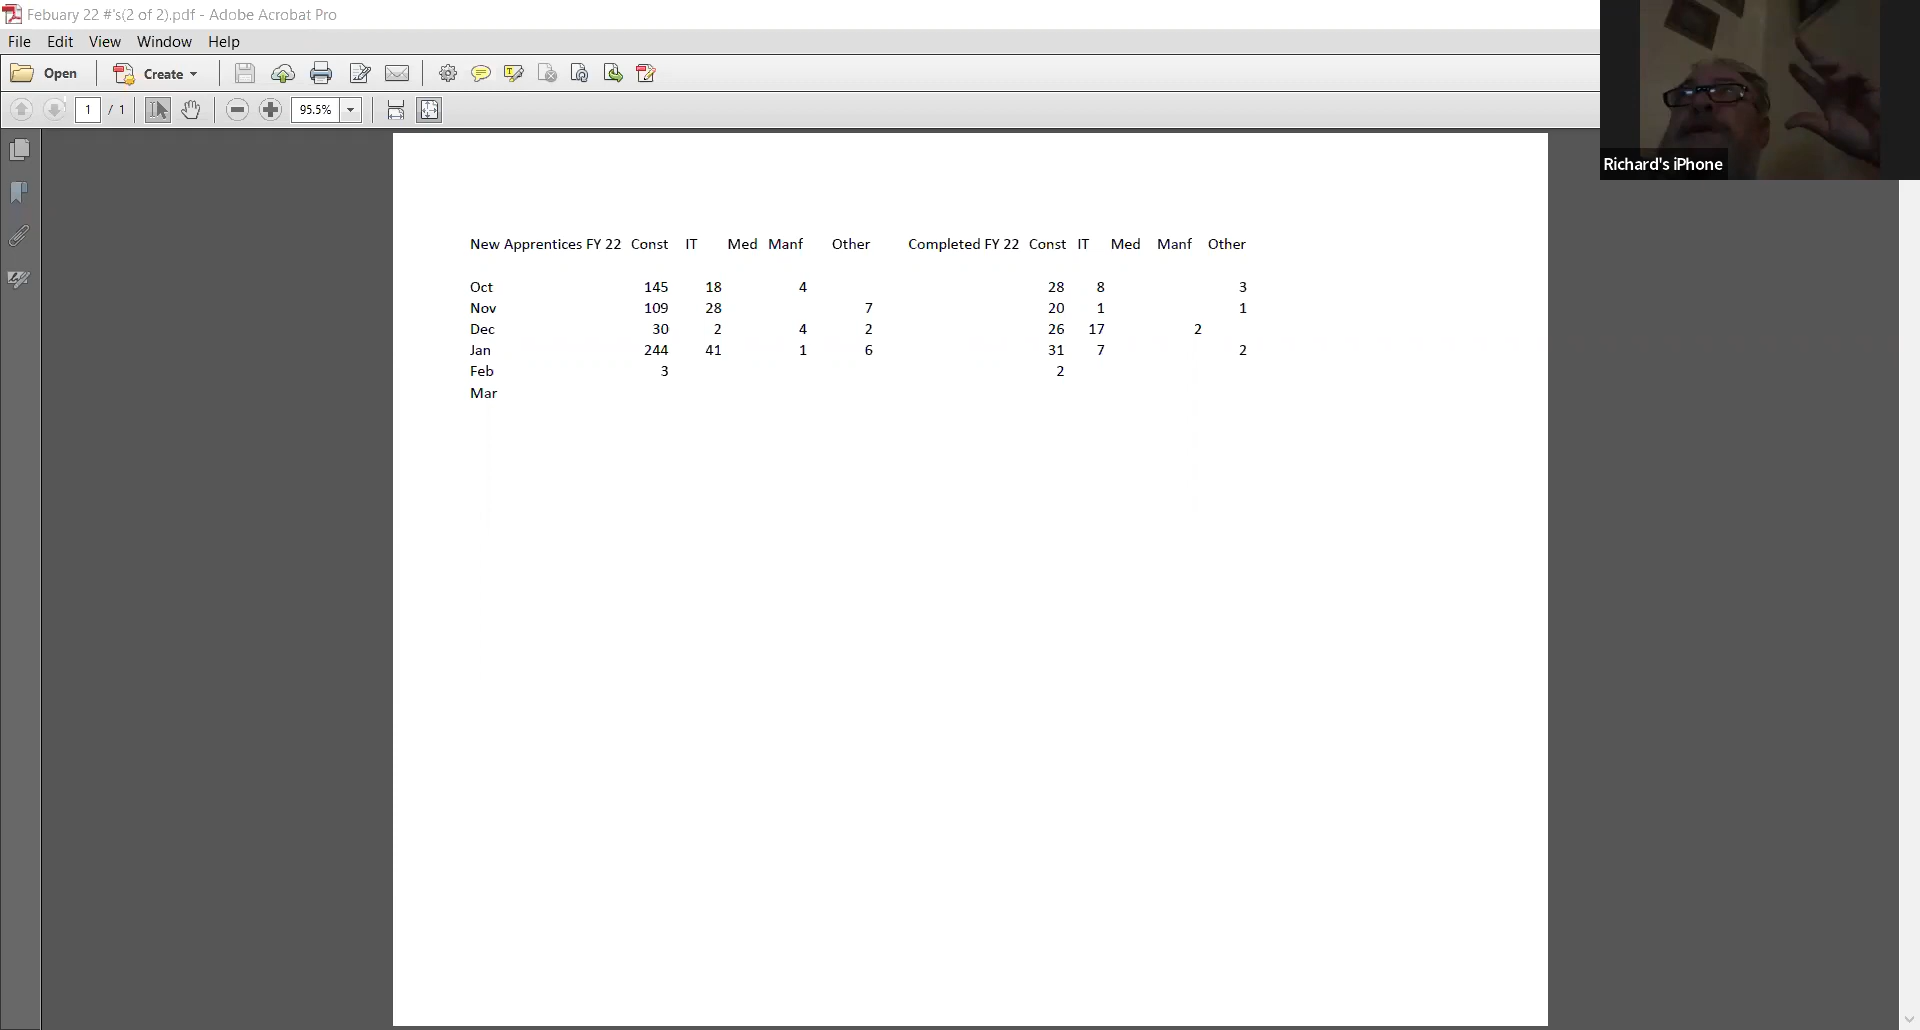 Febuary 22 #'s(2 of 2).pdf - Adobe Acrobat Pro
File Edit View Window Help
Open Create
1 / 1 95.5%
Richard's iPhone
New Apprentices FY 22 Const IT Med Manf Other Completed FY 22 Const IT Med Manf Other
Oct 145 18 4 28 8 3
Nov 109 28 7 20 1 1
Dec 30 2 4 2 26 17 2
Jan 244 41 1 6 31 7 2
Feb 3 2
Mar